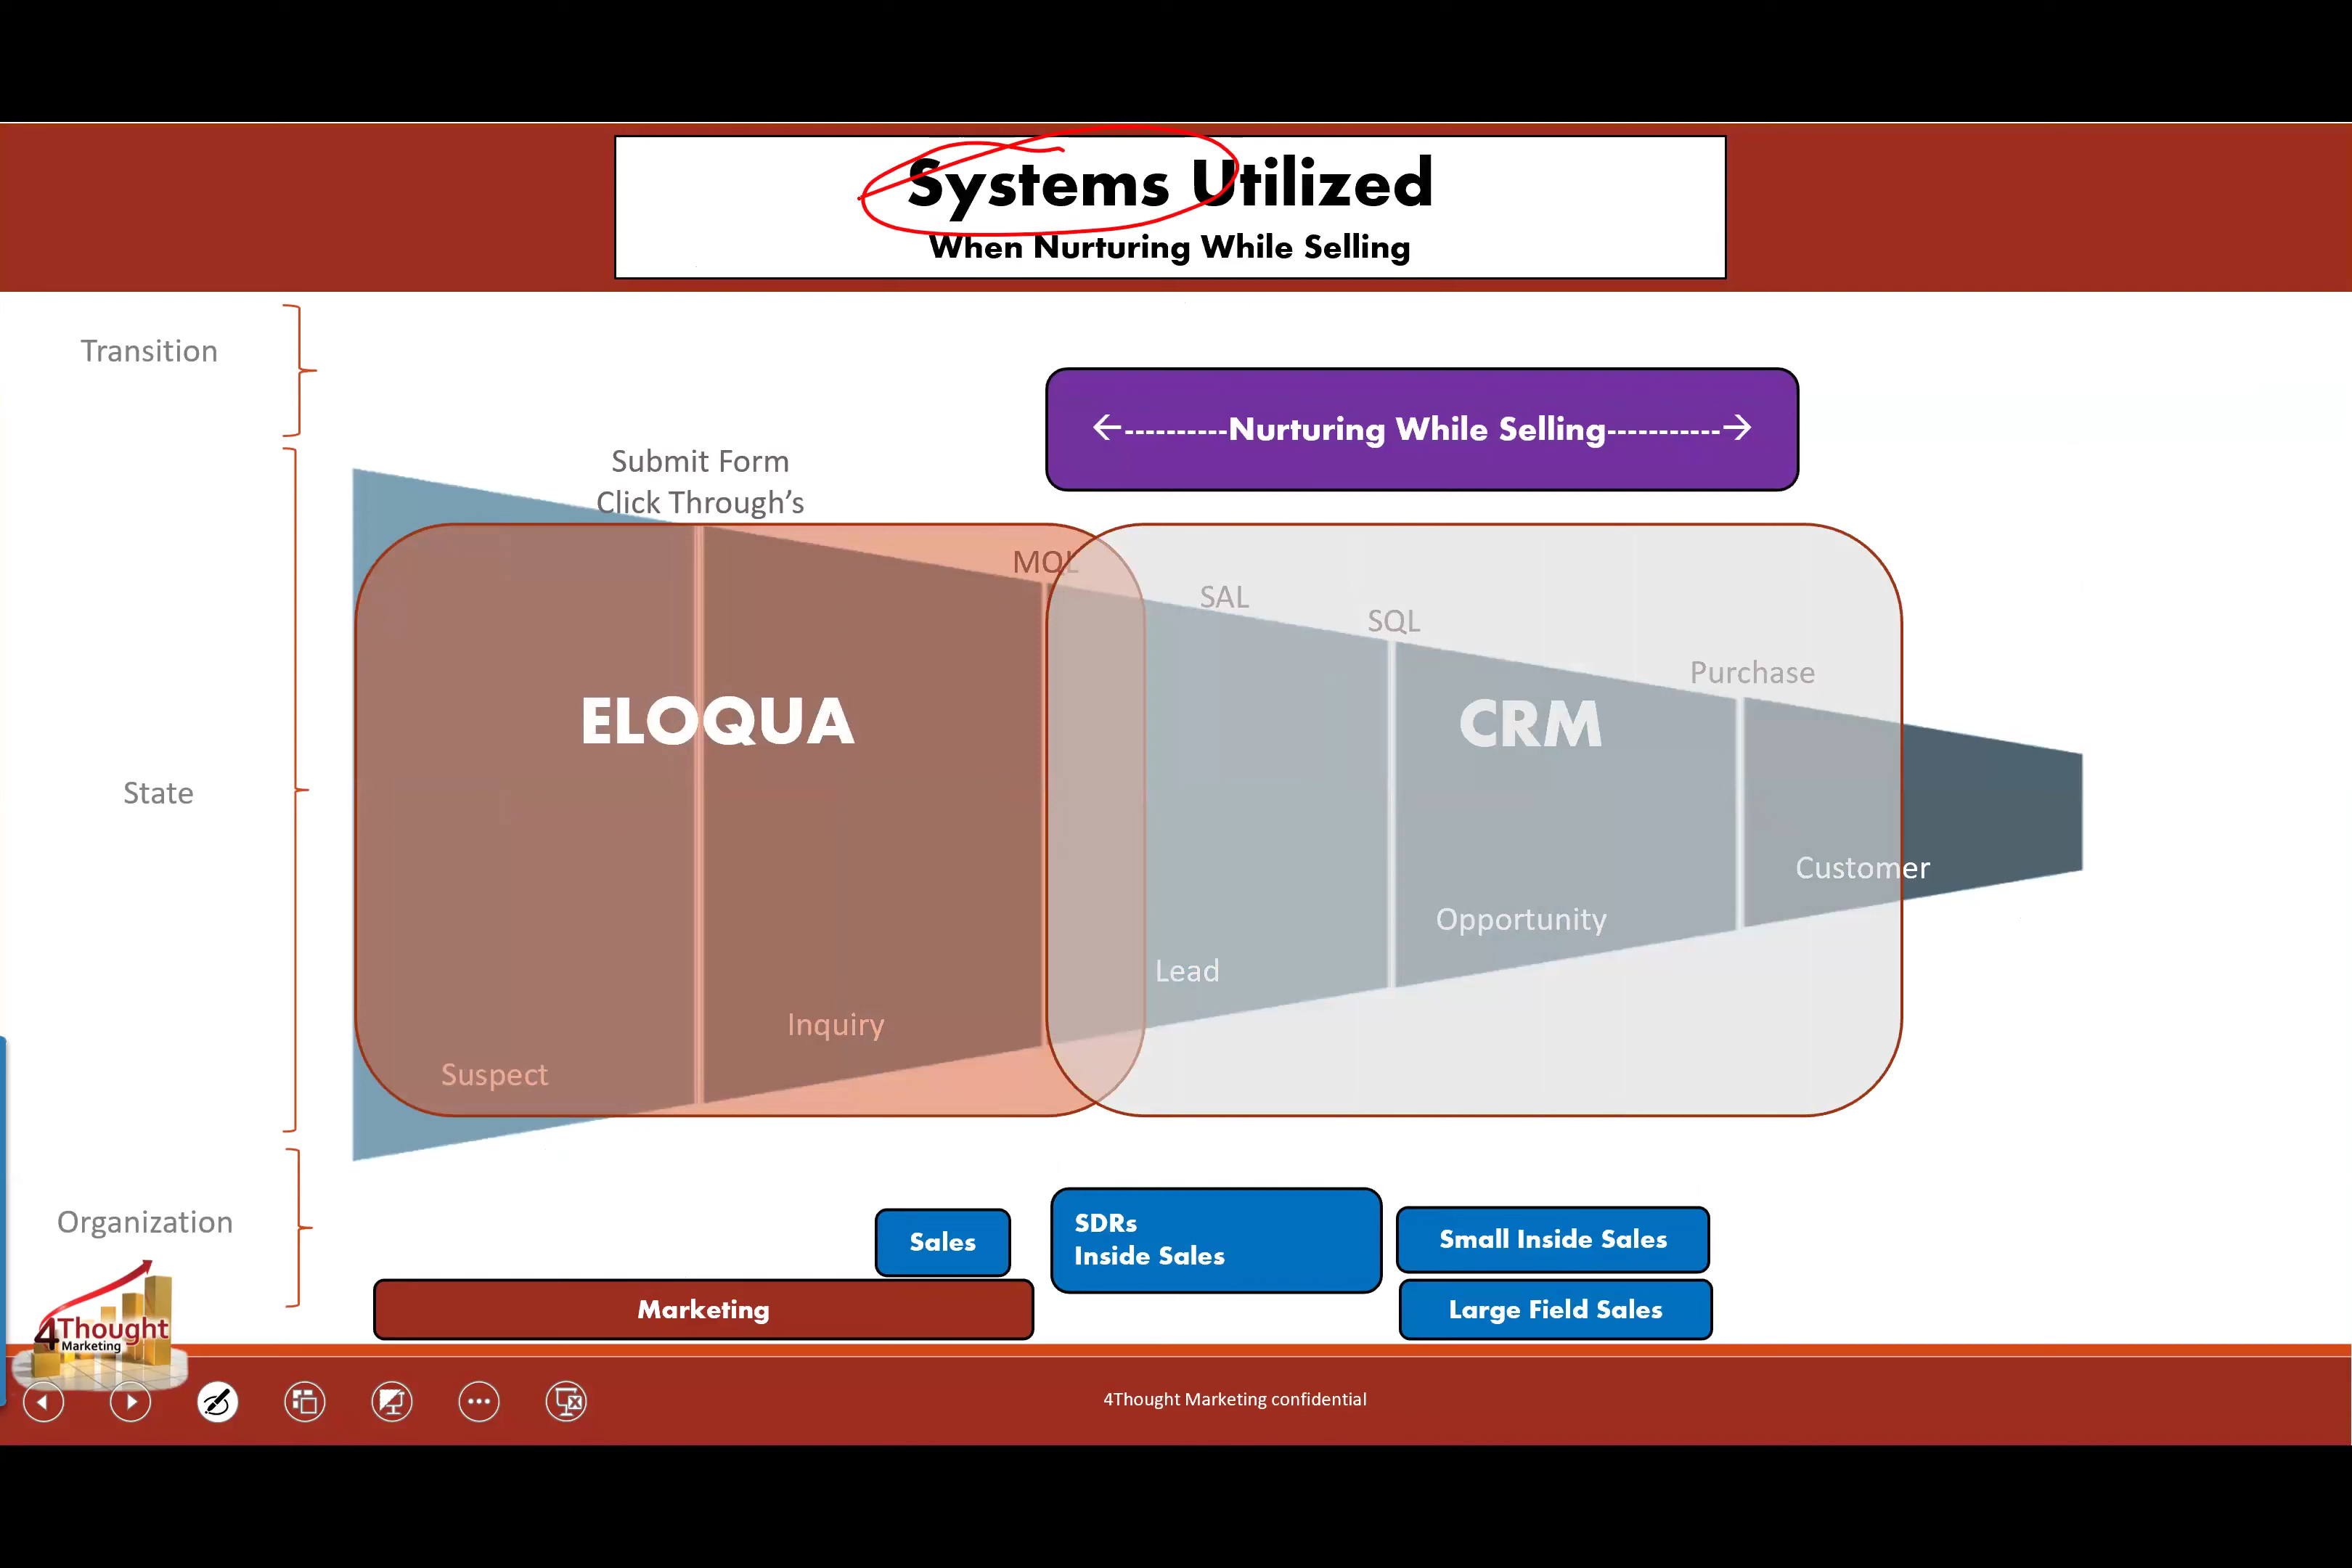 Systems Utilized
When Nurturing While Selling
Transition
←----------Nurturing While Selling-----------→
Submit Form
Click Through's
MQL
SAL
SQL
Purchase
ELOQUA
CRM
State
Customer
Opportunity
Lead
Inquiry
Suspect
Organization
Sales
SDRs
Inside Sales
Small Inside Sales
Marketing
Large Field Sales
4Thought
Marketing
4Thought Marketing confidential